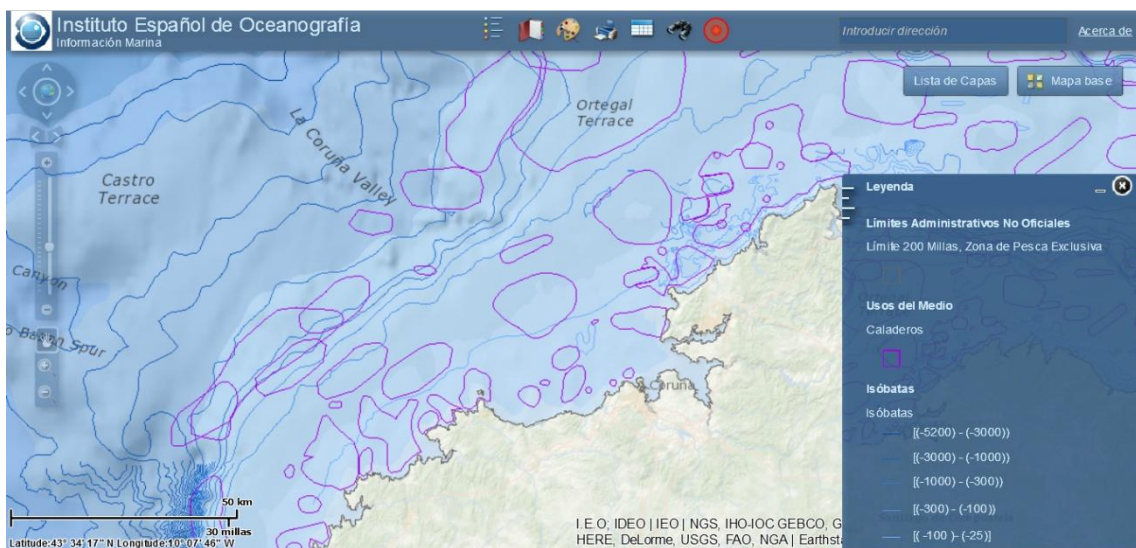 Instituto Español de Oceanografía
Información Marina
Introducir dirección
Acerca de
Lista de Capas
Mapa base
Ortegal
Terrace
La Coruña Valley
Castro
Terrace
Canyon
Basin Spur
A Coruña
Leyenda
Límites Administrativos No Oficiales
Límite 200 Millas, Zona de Pesca Exclusiva
Usos del Medio
Caladeros
Isóbatas
Isóbatas
[(-5200) - (-3000))
[(-3000) - (-1000))
[(-1000) - (-300))
[(-300) - (-100))
[( -100 ) - (-25)]
50 km
30 millas
Latitude:43° 34' 17" N Longitude:10° 07' 46" W
I.E.O; IDEO | IEO | NGS, IHO-IOC GEBCO, G
HERE, DeLorme, USGS, FAO, NGA | Earthsta